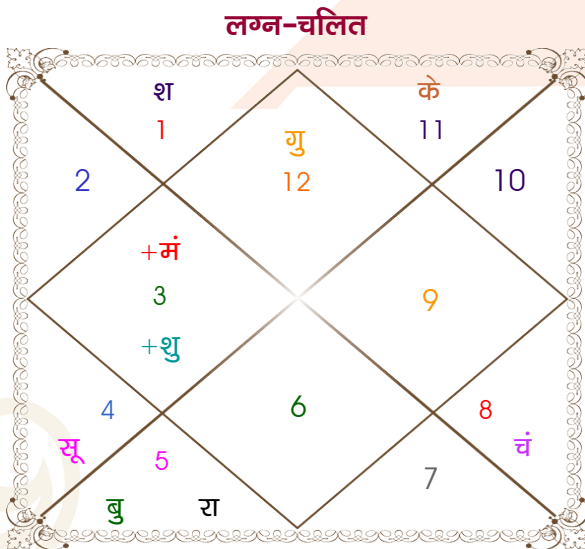 लग्न-चलित
श के
1 गु 11
2 12 10
+मं
3 9
+शु
4 6 8
सू 5 चं
7
बु रा